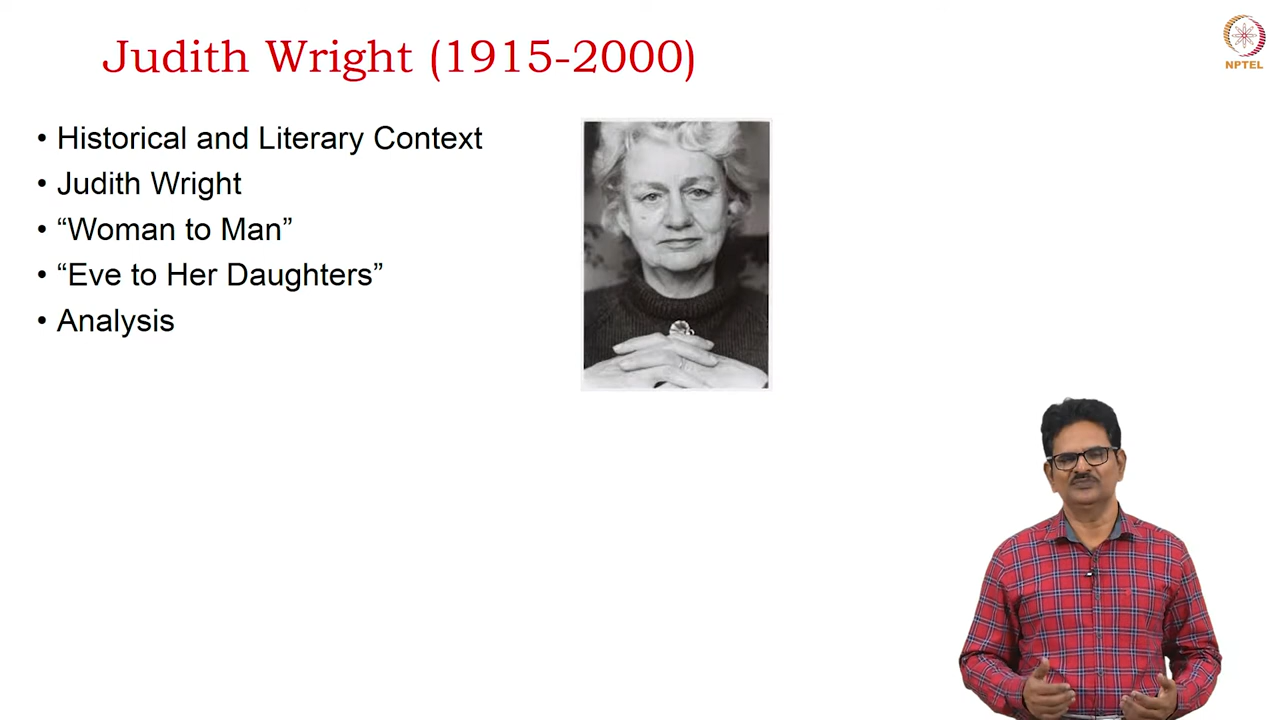 Judith Wright (1915-2000)
NPTEL
• Historical and Literary Context
• Judith Wright
• “Woman to Man”
• “Eve to Her Daughters”
• Analysis